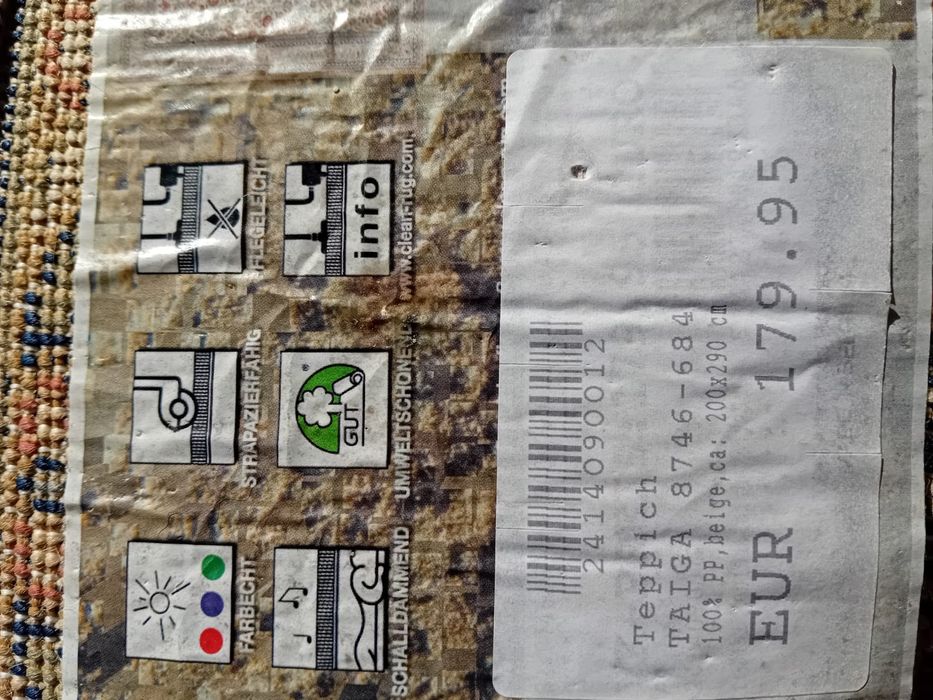 FARBECHT
STRAPAZIERFÄHIG
PFLEGELEICHT
GUT
®
info
SCHALLDÄMMEND
UMWELTSCHONEND
www.clean-rug.com
2414090012
Teppich
TAIGA 8746-684
100% PP,beige,ca: 200x290 cm
EUR 179.95